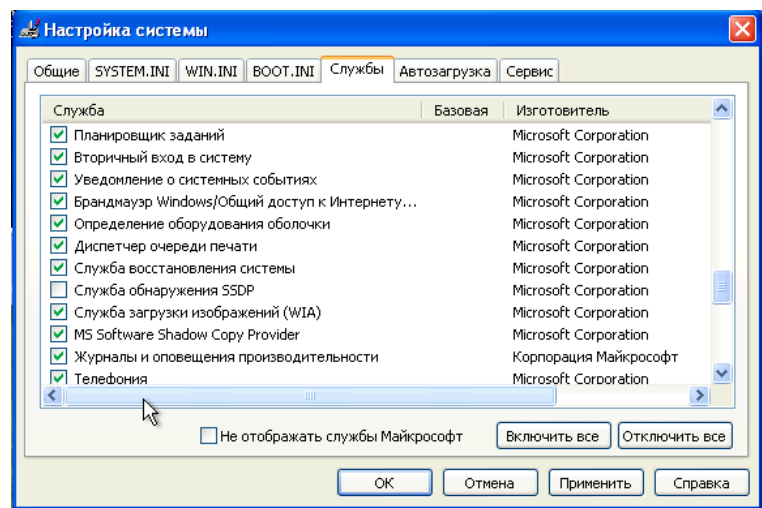 Настройка системы
Общие SYSTEM.INI WIN.INI BOOT.INI Службы Автозагрузка Сервис
Служба Базовая Изготовитель
Планировщик заданий Microsoft Corporation
Вторичный вход в систему Microsoft Corporation
Уведомление о системных событиях Microsoft Corporation
Брандмауэр Windows/Общий доступ к Интернету... Microsoft Corporation
Определение оборудования оболочки Microsoft Corporation
Диспетчер очереди печати Microsoft Corporation
Служба восстановления системы Microsoft Corporation
Служба обнаружения SSDP Microsoft Corporation
Служба загрузки изображений (WIA) Microsoft Corporation
MS Software Shadow Copy Provider Microsoft Corporation
Журналы и оповещения производительности Корпорация Майкрософт
Телефония Microsoft Corporation
Не отображать службы Майкрософт Включить все Отключить все
ОК Отмена Применить Справка